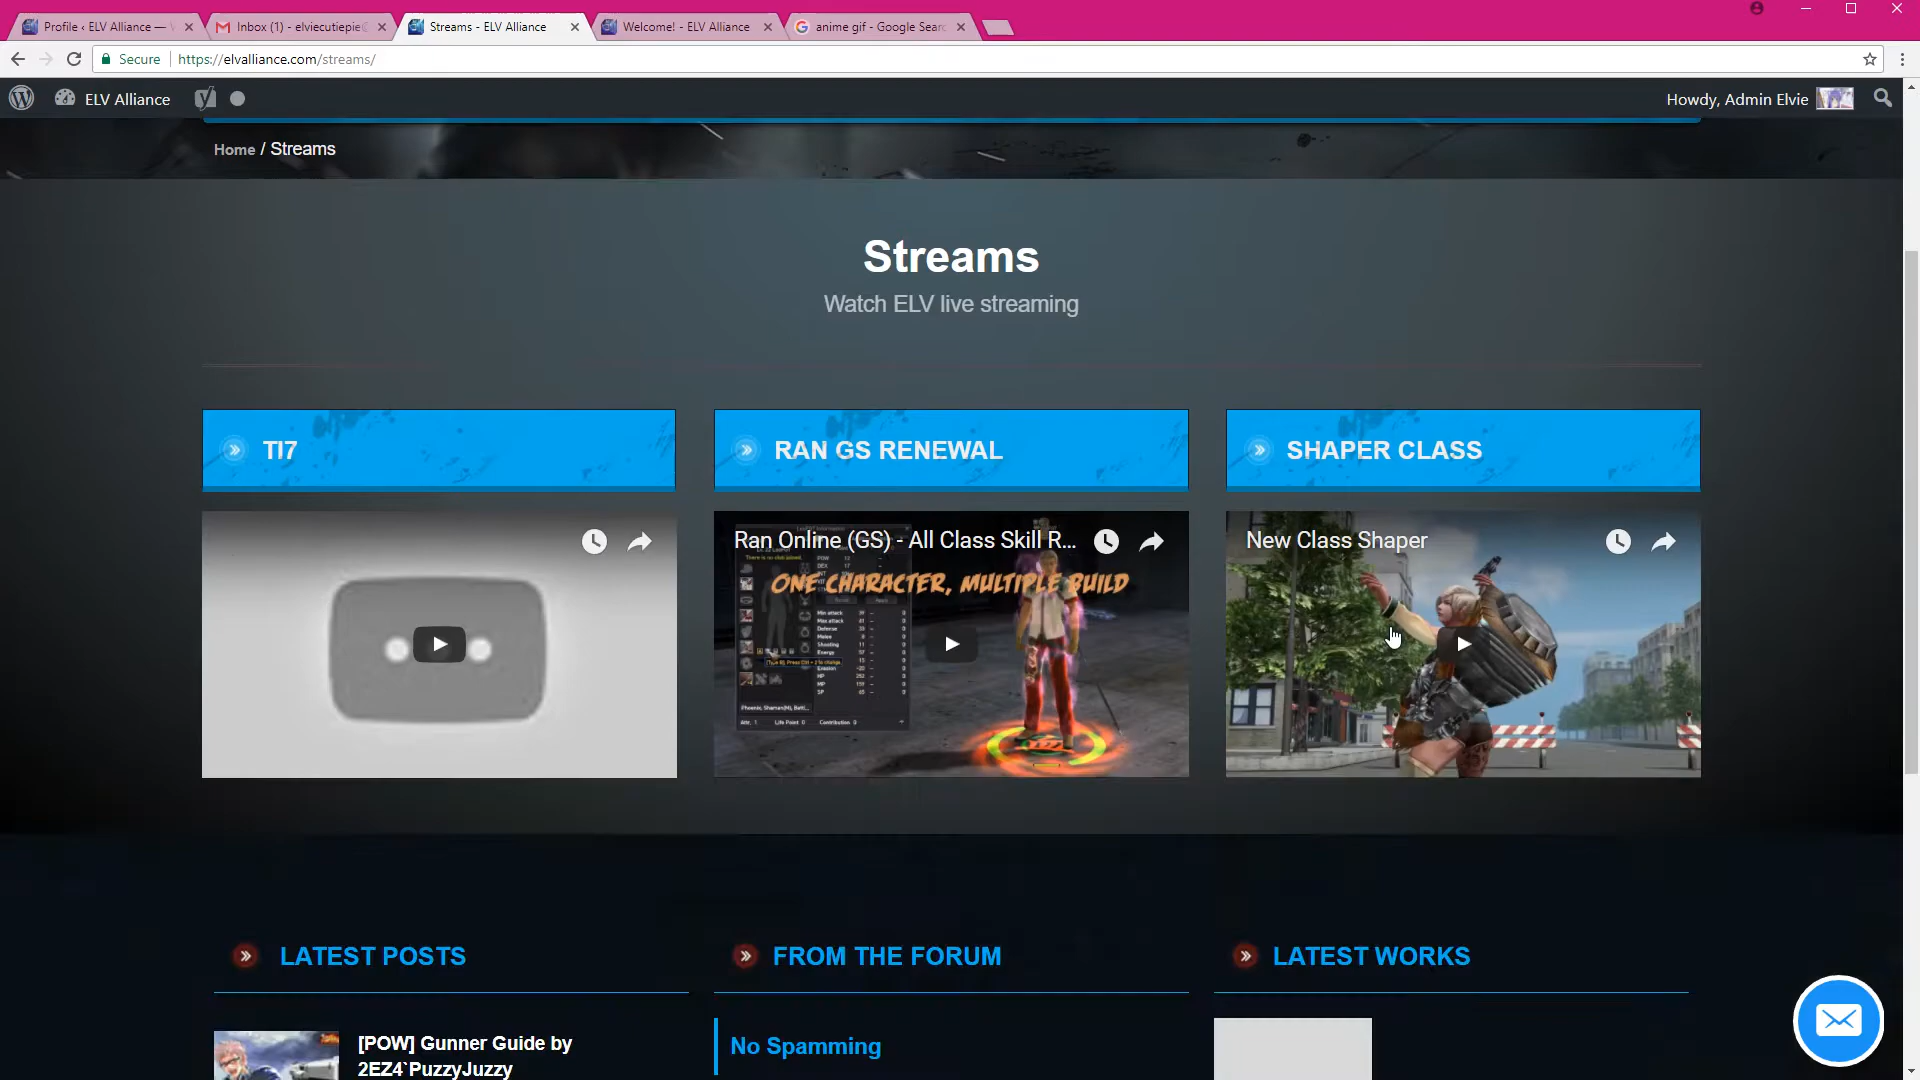 Profile ‹ ELV Alliance —
Inbox (1) - elviecutiepie@
Streams - ELV Alliance
Welcome! - ELV Alliance
anime gif - Google Searc
Secure
https://elvalliance.com/streams/
ELV Alliance
Howdy, Admin Elvie
Home / Streams
Streams
Watch ELV live streaming
TI7
RAN GS RENEWAL
SHAPER CLASS
Ran Online (GS) - All Class Skill R...
ONE CHARACTER, MULTIPLE BUILD
New Class Shaper
LATEST POSTS
FROM THE FORUM
LATEST WORKS
[POW] Gunner Guide by
2EZ4`PuzzyJuzzy
No Spamming